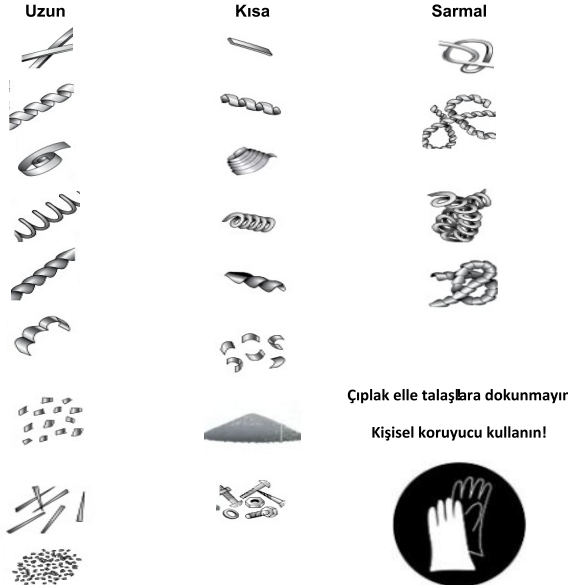 Uzun Kısa Sarmal
Çıplak elle talaşlara dokunmayın
Kişisel koruyucu kullanın!